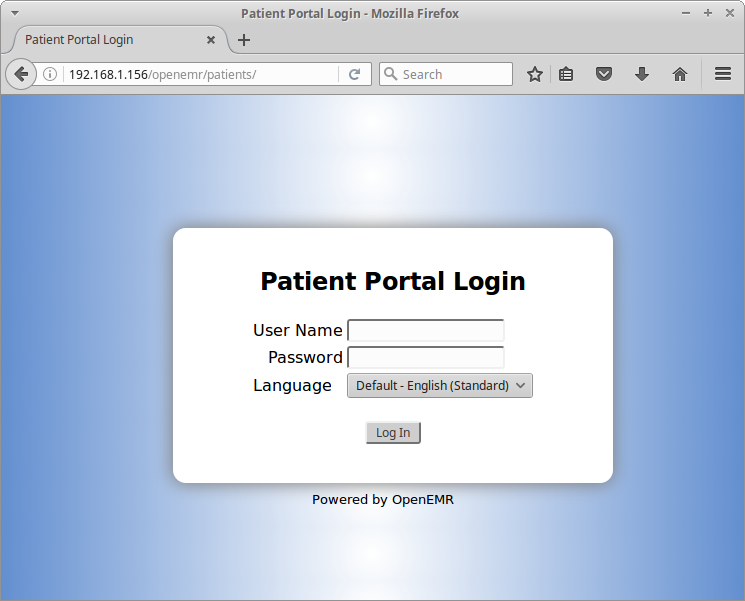 Patient Portal Login - Mozilla Firefox
Patient Portal Login
192.168.1.156/openemr/patients/
Search
Patient Portal Login
User Name
Password
Language Default - English (Standard)
Log In
Powered by OpenEMR